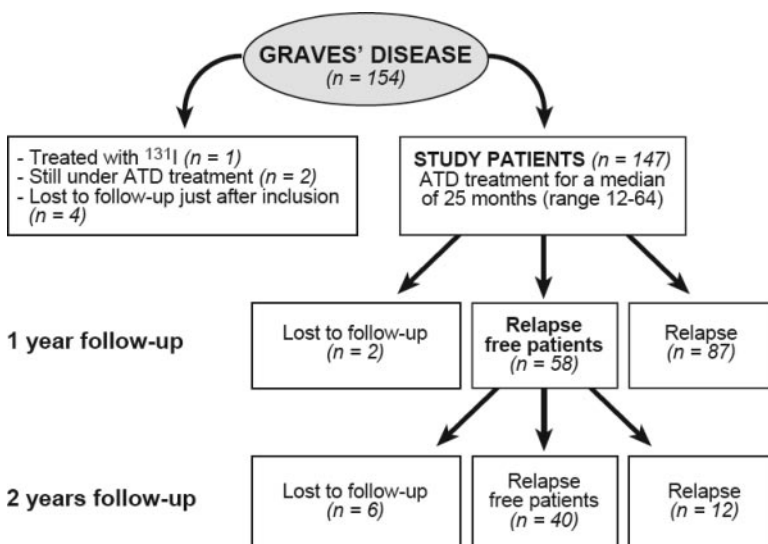 GRAVES’ DISEASE
(n = 154)
- Treated with ¹³¹I (n = 1)
- Still under ATD treatment (n = 2)
- Lost to follow-up just after inclusion
(n = 4)
STUDY PATIENTS (n = 147)
ATD treatment for a median
of 25 months (range 12-64)
1 year follow-up
Lost to follow-up
(n = 2)
Relapse
free patients
(n = 58)
Relapse
(n = 87)
2 years follow-up
Lost to follow-up
(n = 6)
Relapse
free patients
(n = 40)
Relapse
(n = 12)